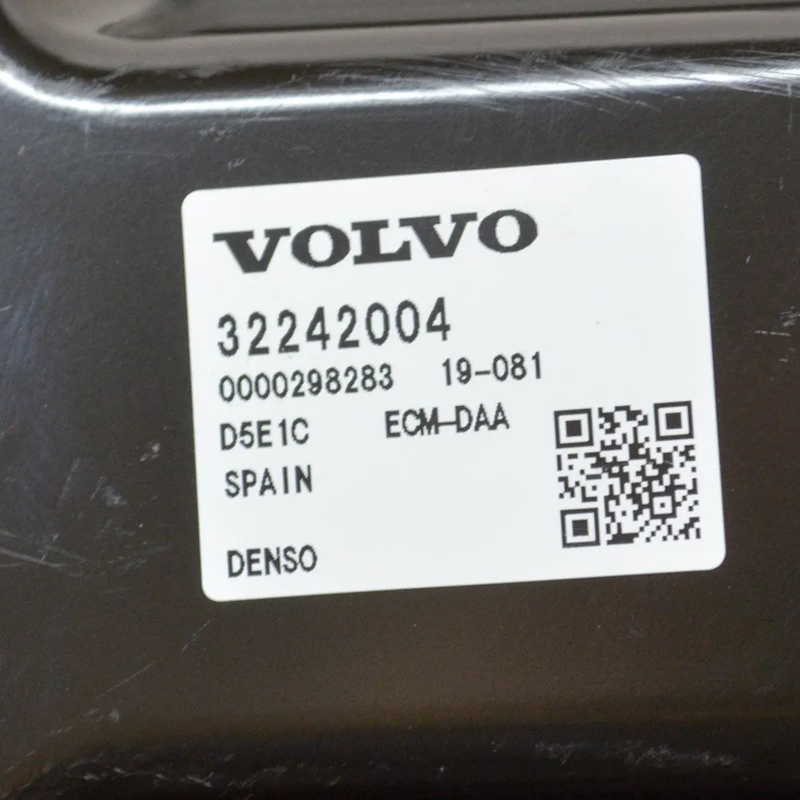 VOLVO
32242004
0000298283 19-081
D5E1C ECM-DAA
SPAIN
DENSO